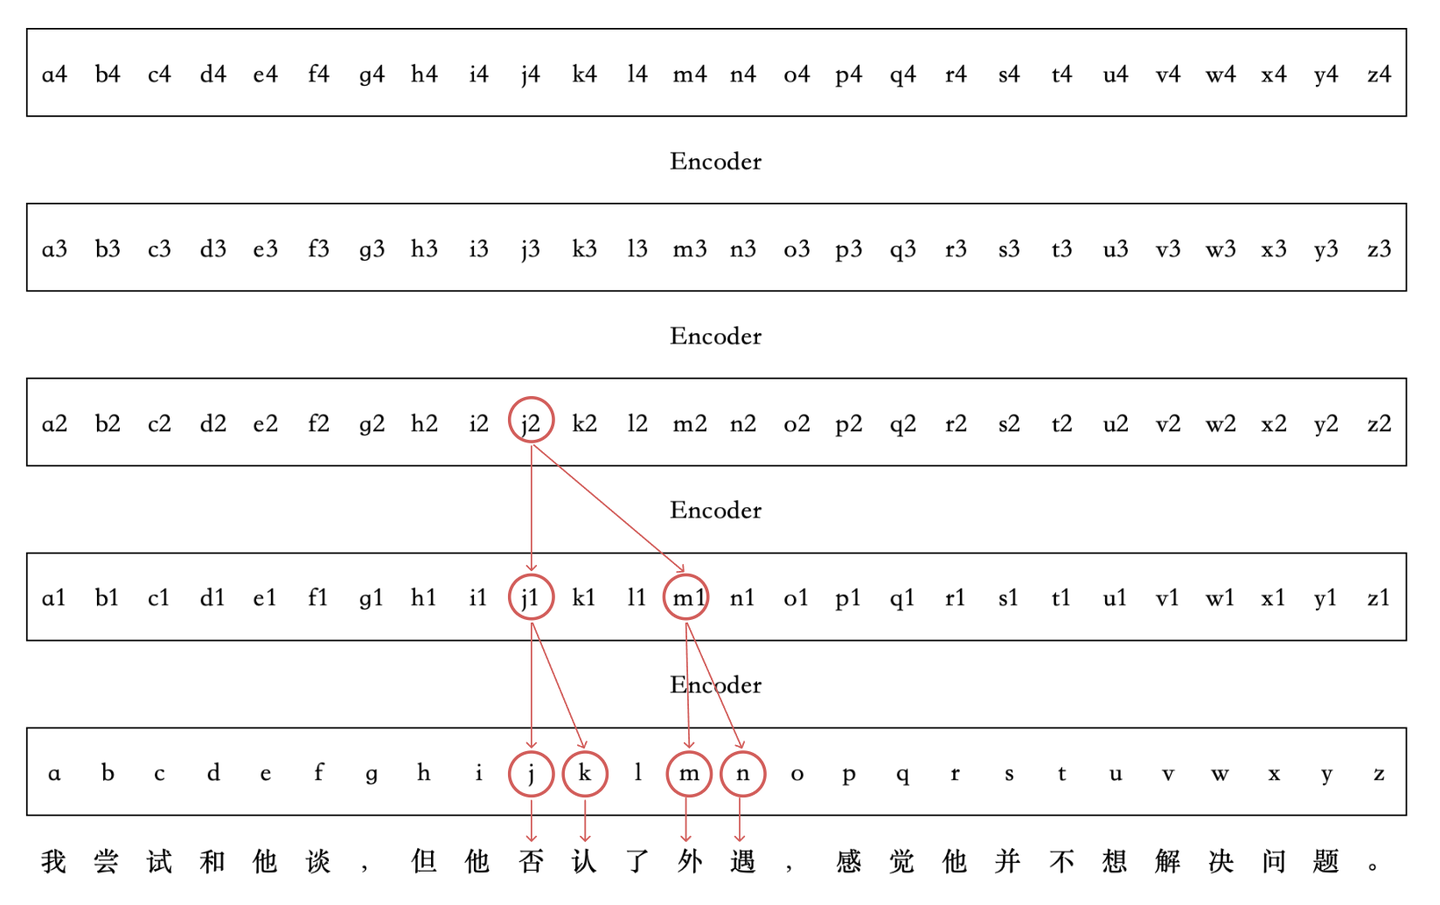 a4 b4 c4 d4 e4 f4 g4 h4 i4 j4 k4 l4 m4 n4 o4 p4 q4 r4 s4 t4 u4 v4 w4 x4 y4 z4
Encoder
a3 b3 c3 d3 e3 f3 g3 h3 i3 j3 k3 l3 m3 n3 o3 p3 q3 r3 s3 t3 u3 v3 w3 x3 y3 z3
Encoder
a2 b2 c2 d2 e2 f2 g2 h2 i2 j2 k2 l2 m2 n2 o2 p2 q2 r2 s2 t2 u2 v2 w2 x2 y2 z2
Encoder
a1 b1 c1 d1 e1 f1 g1 h1 i1 j1 k1 l1 m1 n1 o1 p1 q1 r1 s1 t1 u1 v1 w1 x1 y1 z1
Encoder
a b c d e f g h i j k l m n o p q r s t u v w x y z
我尝试和他谈，但他否认了外遇，感觉他并不想解决问题。